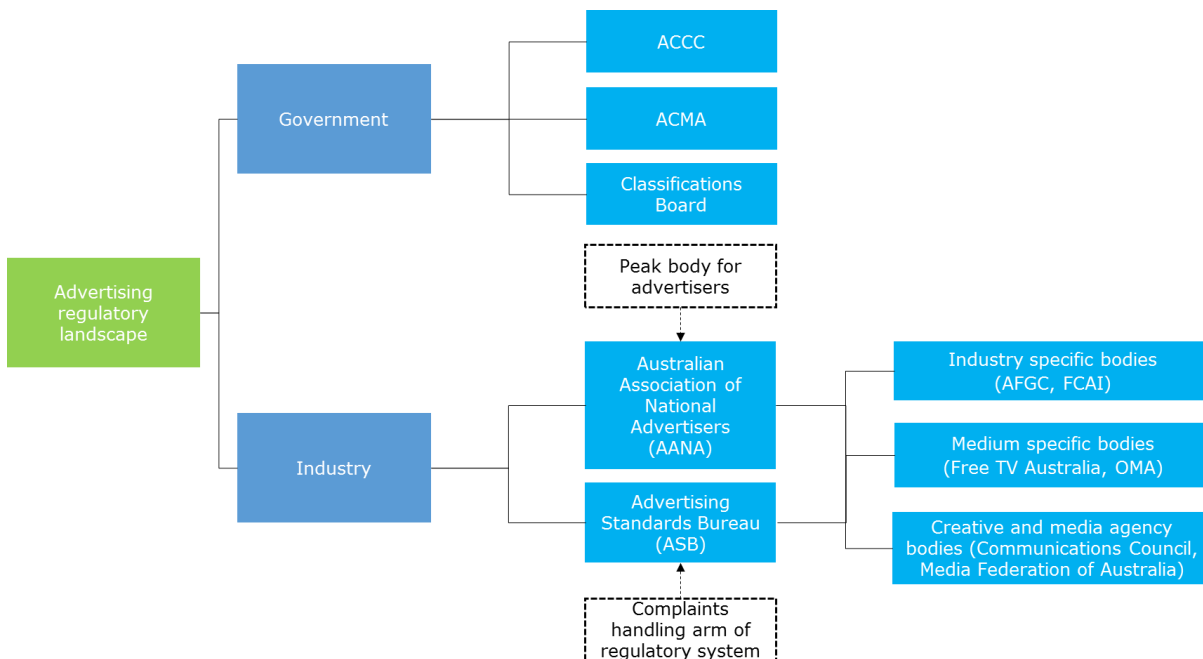 ACCC
Government
ACMA
Classifications
Board
Peak body for
advertisers
Advertising
regulatory
landscape
Australian
Association of
National
Advertisers
(AANA)
Industry specific bodies
(AFGC, FCAI)
Medium specific bodies
(Free TV Australia, OMA)
Industry
Advertising
Standards Bureau
(ASB)
Creative and media agency
bodies (Communications Council,
Media Federation of Australia)
Complaints
handling arm of
regulatory system